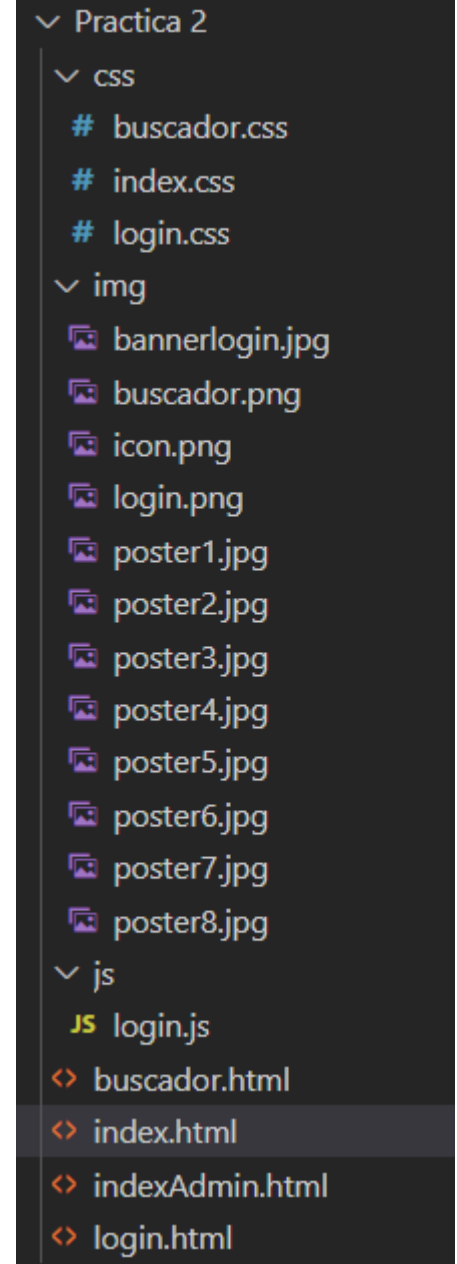 Practica 2
css
# buscador.css
# index.css
# login.css
img
bannerlogin.jpg
buscador.png
icon.png
login.png
poster1.jpg
poster2.jpg
poster3.jpg
poster4.jpg
poster5.jpg
poster6.jpg
poster7.jpg
poster8.jpg
js
JS login.js
<> buscador.html
<> index.html
<> indexAdmin.html
<> login.html